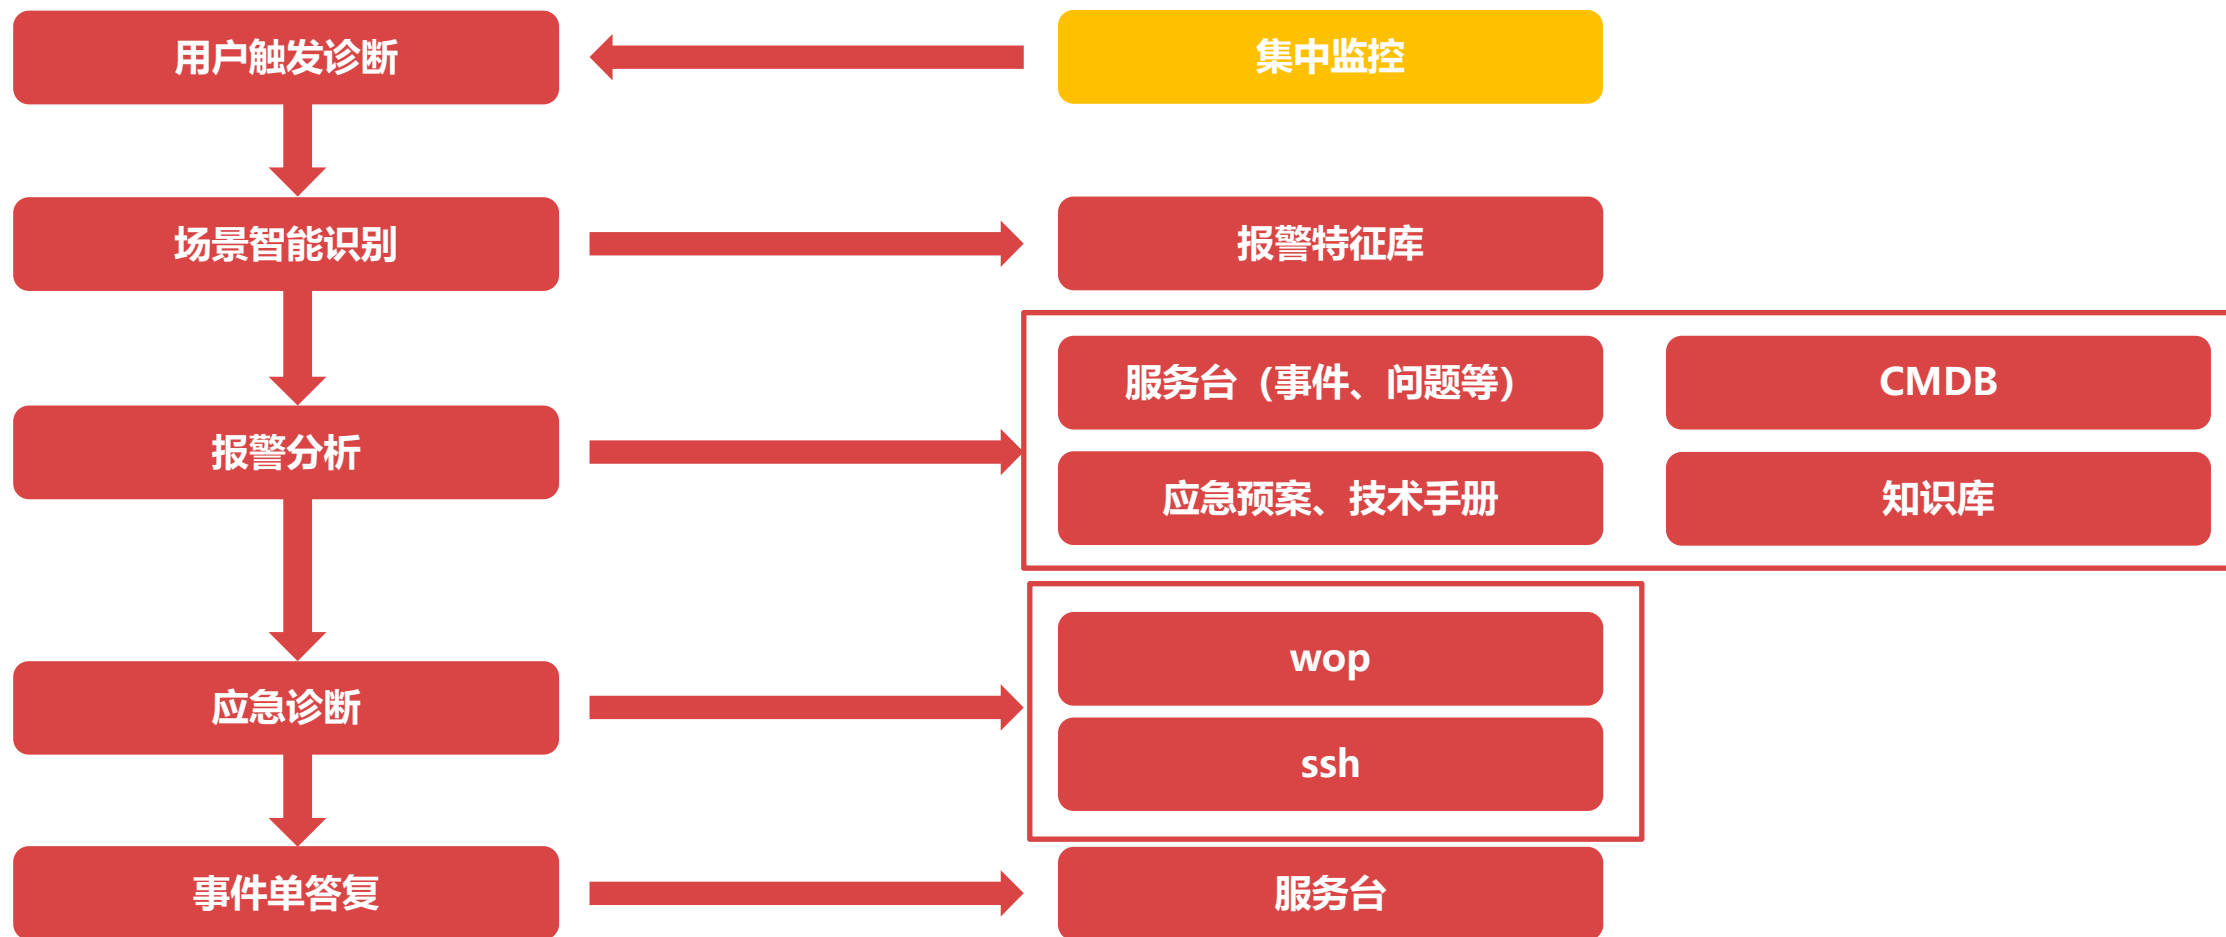 用户触发诊断
集中监控
场景智能识别
报警特征库
报警分析
服务台（事件、问题等）
CMDB
应急预案、技术手册
知识库
应急诊断
wop
ssh
事件单答复
服务台